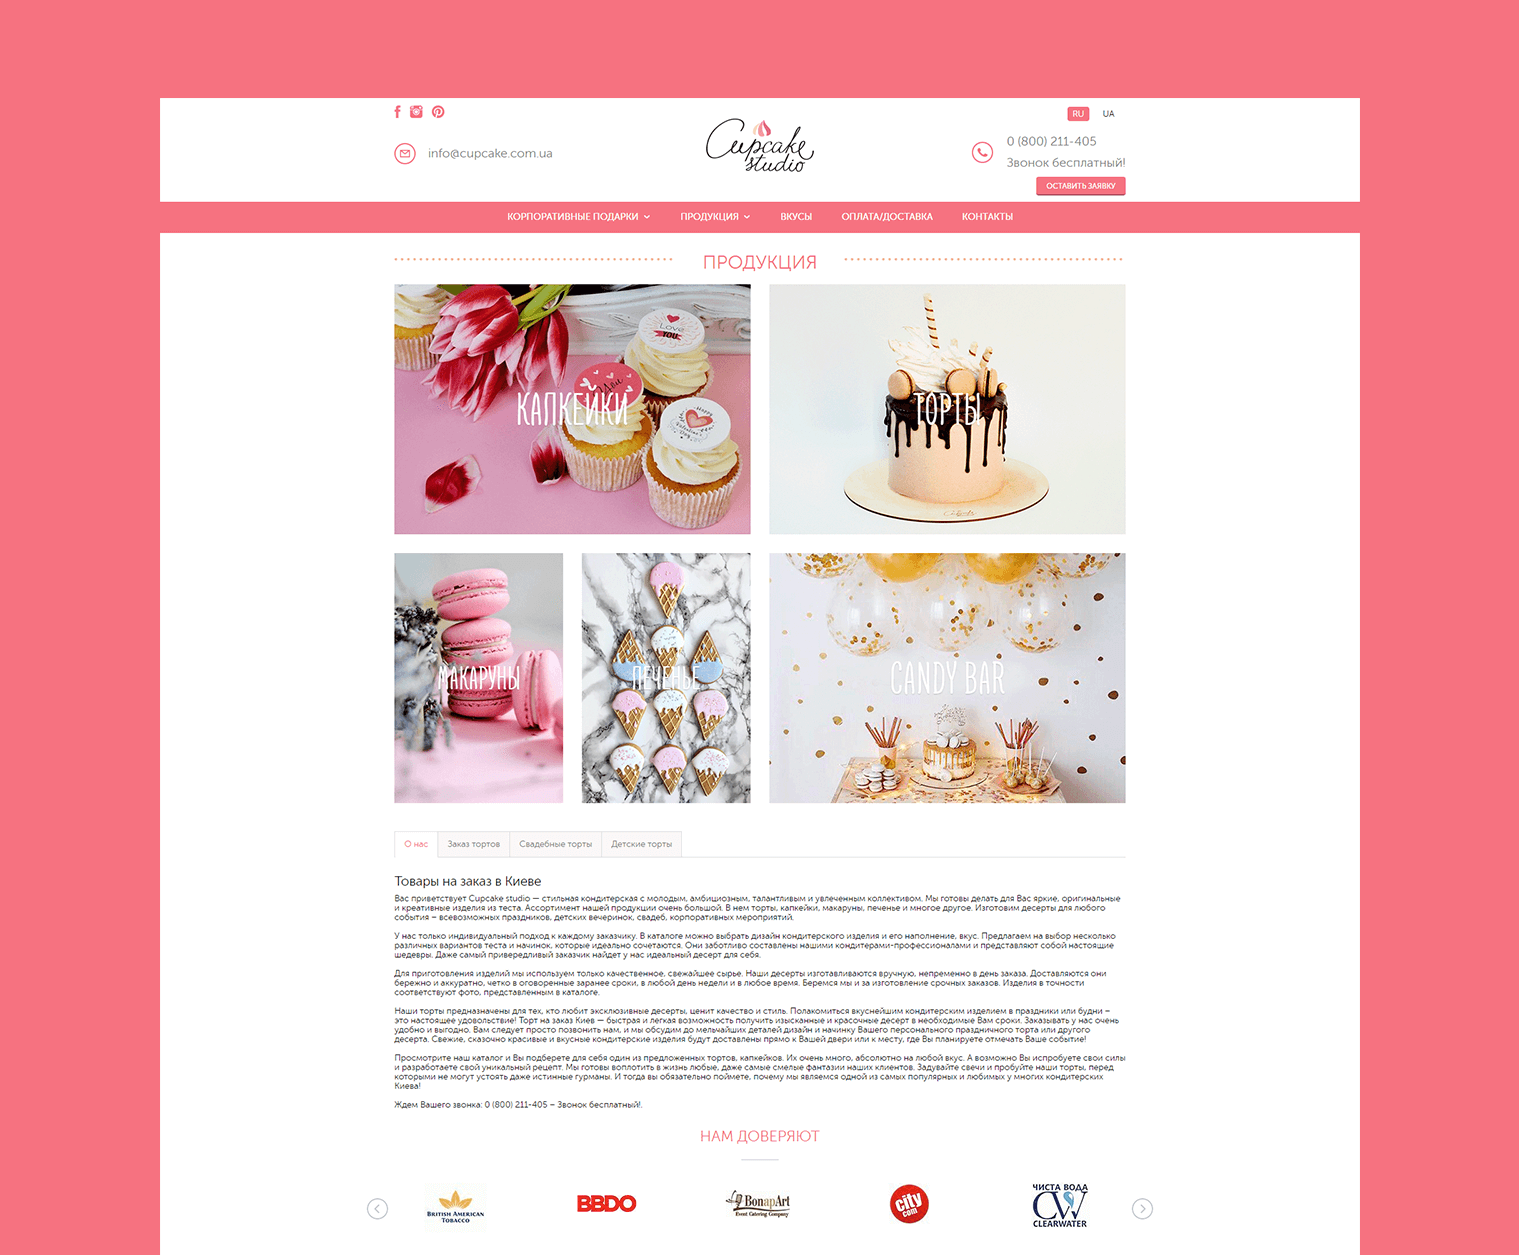 RU UA
info@cupcake.com.ua
Cupcake
studio
0 (800) 211-405
Звонок бесплатный!
ОСТАВИТЬ ЗАЯВКУ
КОРПОРАТИВНЫЕ ПОДАРКИ ПРОДУКЦИЯ ВКУСЫ ОПЛАТА/ДОСТАВКА КОНТАКТЫ
ПРОДУКЦИЯ
Love
YOU
Happy
Valentine's
Day
КАПКЕЙКИ
ТОРТЫ
МАКАРУНЫ
ПЕЧЕНЬЕ
CANDY BAR
О нас Заказ тортов Свадебные торты Детские торты
Товары на заказ в Киеве
Вас приветствует Cupcake studio — стильная кондитерская с молодым, амбициозным, талантливым и увлеченным коллективом. Мы готовы делать для Вас яркие, оригинальные
и креативные изделия из теста. Ассортимент нашей продукции очень большой. В нем торты, капкейки, макаруны, печенье и многое другое. Изготовим десерты для любого
события – всевозможных праздников, детских вечеринок, свадеб, корпоративных мероприятий.
У нас только индивидуальный подход к каждому заказчику. В каталоге можно выбрать дизайн кондитерского изделия и его наполнение, вкус. Предлагаем на выбор несколько
различных вариантов теста и начинок, которые идеально сочетаются. Они заботливо составлены нашими кондитерами-профессионалами и представляют собой настоящие
шедевры. Даже самый привередливый заказчик найдет у нас идеальный десерт для себя.
Для приготовления изделий мы используем только качественное, свежайшее сырье. Наши десерты изготавливаются вручную, непременно в день заказа. Доставляются они
бережно и аккуратно, четко в оговоренные заранее сроки, в любой день недели и в любое время. Беремся мы и за изготовление срочных заказов. Изделия в точности
соответствуют фото, представленным в каталоге.
Наши торты предназначены для тех, кто любит эксклюзивные десерты, ценит качество и стиль. Полакомиться вкуснейшим кондитерским изделием в праздники или будни –
это настоящее удовольствие! Торт на заказ Киев — быстрая и легкая возможность получить изысканные и красочные десерт в необходимые Вам сроки. Заказывать у нас очень
удобно и выгодно. Вам следует просто позвонить нам, и мы обсудим до мельчайших деталей дизайн и начинку Вашего персонального праздничного торта или другого
десерта. Свежие, сказочно красивые и вкусные кондитерские изделия будут доставлены прямо к Вашей двери или к месту, где Вы планируете отмечать Ваше событие!
Просмотрите наш каталог и Вы подберете для себя один из предложенных тортов, капкейков. Их очень много, абсолютно на любой вкус. А возможно Вы испробуете свои силы
и разработаете свой уникальный рецепт. Мы готовы воплотить в жизнь любые, даже самые смелые фантазии наших клиентов. Задувайте свечи и пробуйте наши торты, перед
которыми не могут устоять даже истинные гурманы. И тогда вы обязательно поймете, почему мы являемся одной из самых популярных и любимых у многих кондитерских
Киева!
Ждем Вашего звонка: 0 (800) 211-405 – Звонок бесплатный!.
НАМ ДОВЕРЯЮТ
BRITISH AMERICAN
TOBACCO
BBDO
BonapArt
Event Catering Company
city
com
ЧИСТА ВОДА
CW
CLEARWATER